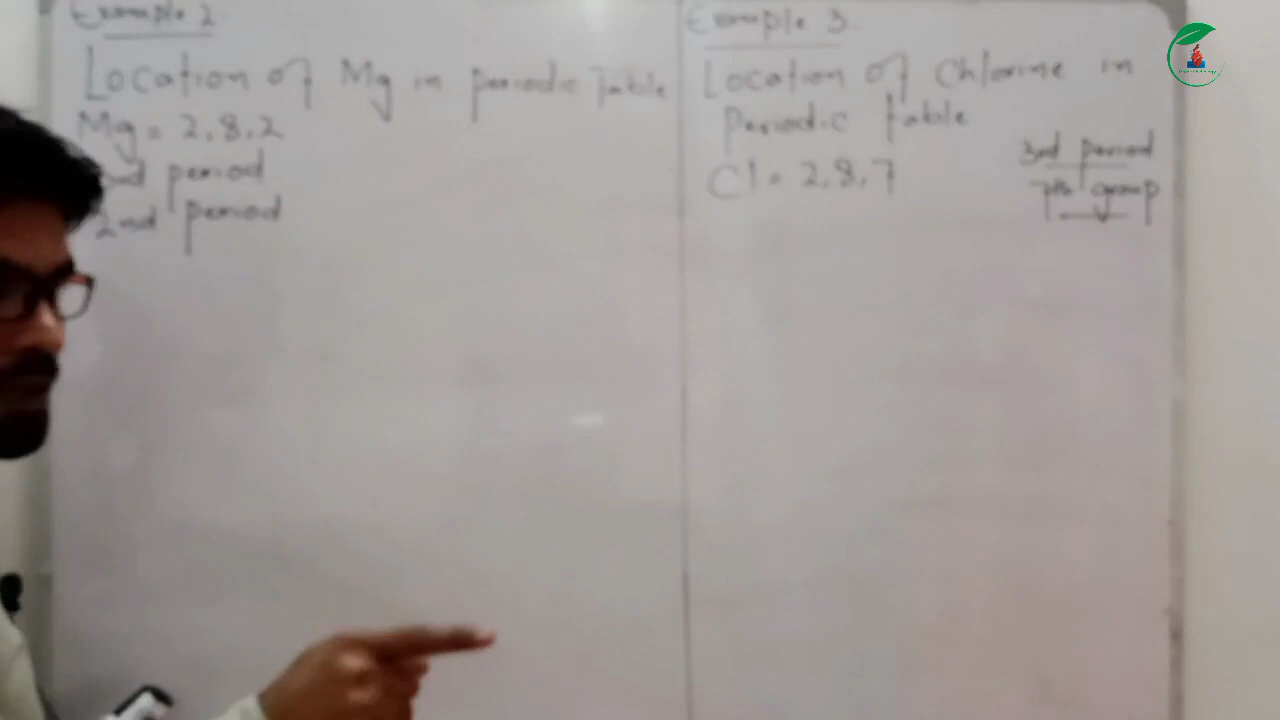 Example 2
Location of Mg in periodic Table
Mg = 2,8,2
period
2nd period
Example 3.
Location of Chlorine in
Periodic table
Cl = 2,8,7
3rd period
7th group